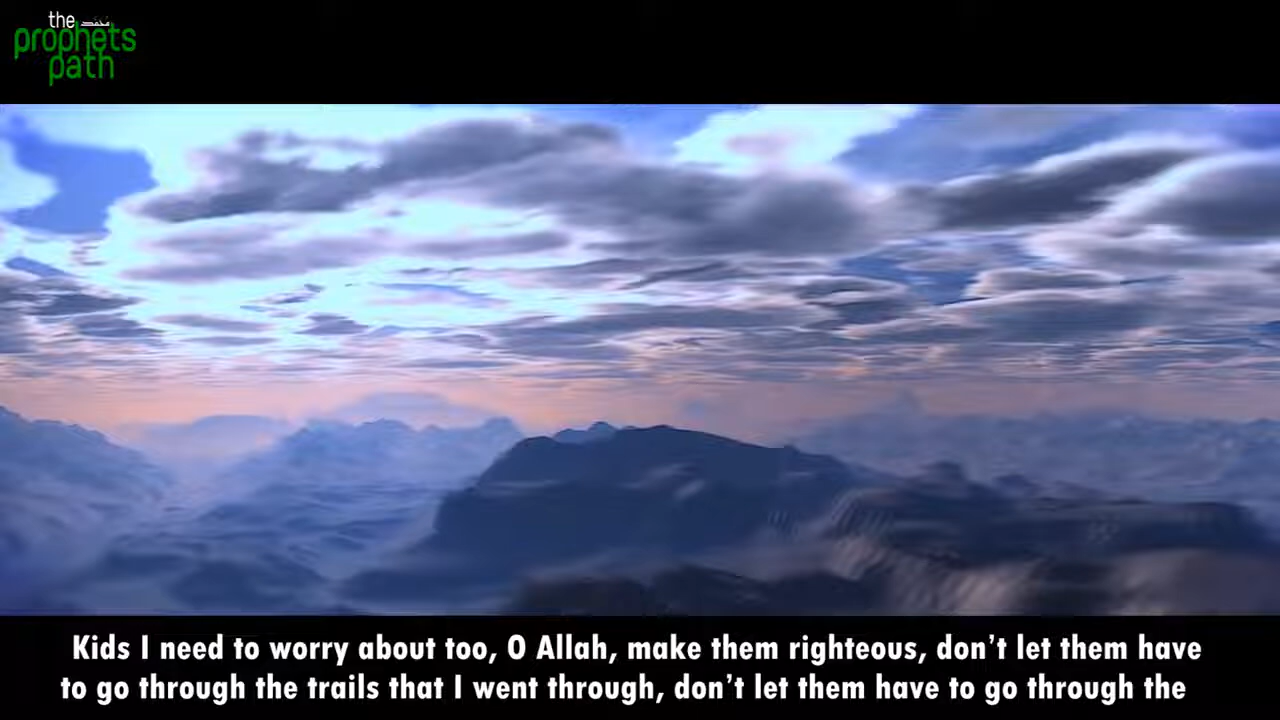 the
prophets
path
Kids I need to worry about too, O Allah, make them righteous, don't let them have
to go through the trails that I went through, don't let them have to go through the